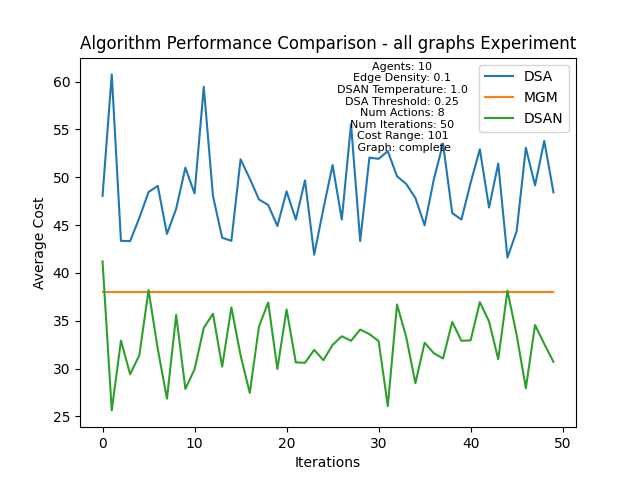 Algorithm Performance Comparison - all graphs Experiment
Agents: 10
Edge Density: 0.1
DSAN Temperature: 1.0
DSA Threshold: 0.25
Num Actions: 8
Num Iterations: 50
Cost Range: 101
Graph: complete
DSA
MGM
DSAN
Average Cost
60
55
50
45
40
35
30
25
0
10
20
30
40
50
Iterations